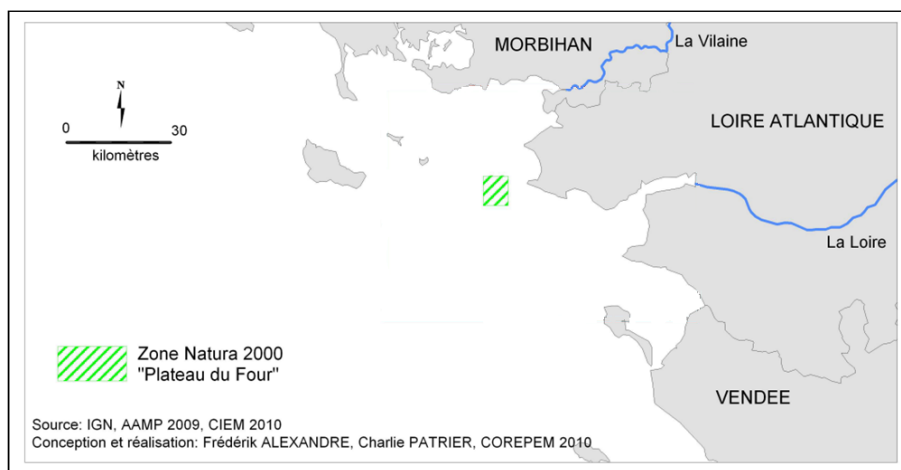 MORBIHAN
La Vilaine
N
0 30
kilomètres
LOIRE ATLANTIQUE
La Loire
Zone Natura 2000
"Plateau du Four"
VENDEE
Source: IGN, AAMP 2009, CIEM 2010
Conception et réalisation: Frédérik ALEXANDRE, Charlie PATRIER, COREPEM 2010